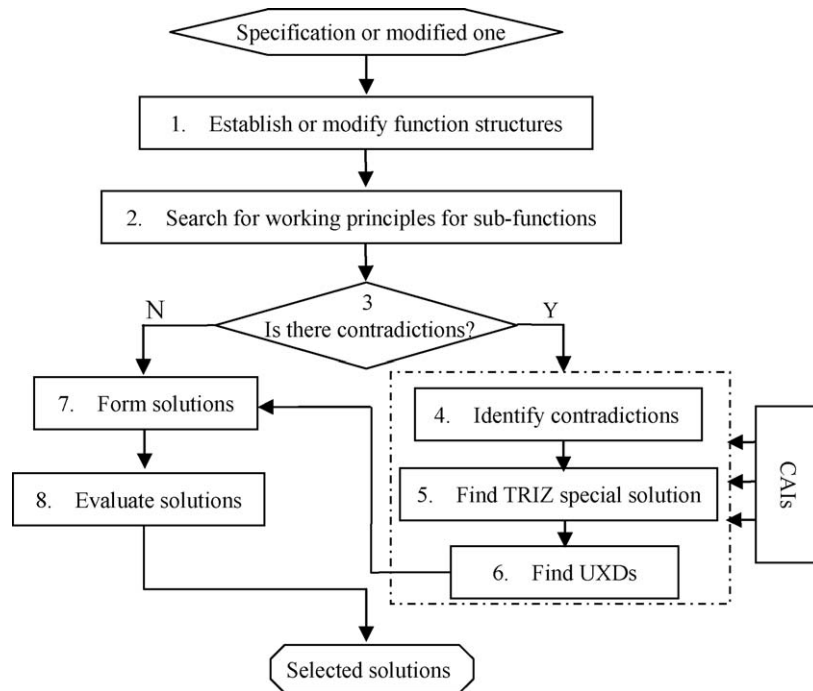 Specification or modified one
1. Establish or modify function structures
2. Search for working principles for sub-functions
3
Is there contradictions?
N
Y
7. Form solutions
4. Identify contradictions
8. Evaluate solutions
5. Find TRIZ special solution
6. Find UXDs
CAIs
Selected solutions